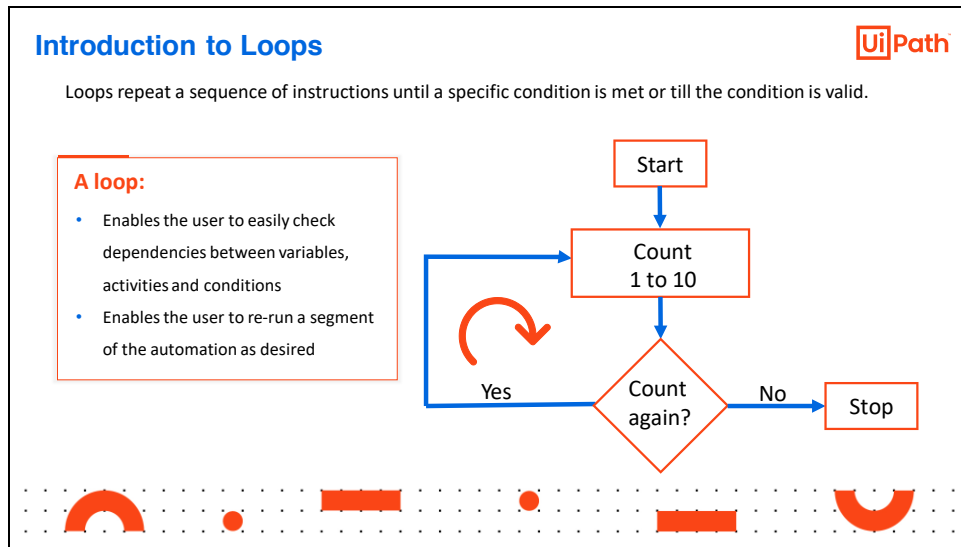 Introduction to Loops
UiPath
Loops repeat a sequence of instructions until a specific condition is met or till the condition is valid.
A loop:
• Enables the user to easily check
dependencies between variables,
activities and conditions
• Enables the user to re-run a segment
of the automation as desired
Start
Count
1 to 10
Yes
Count
again?
No
Stop